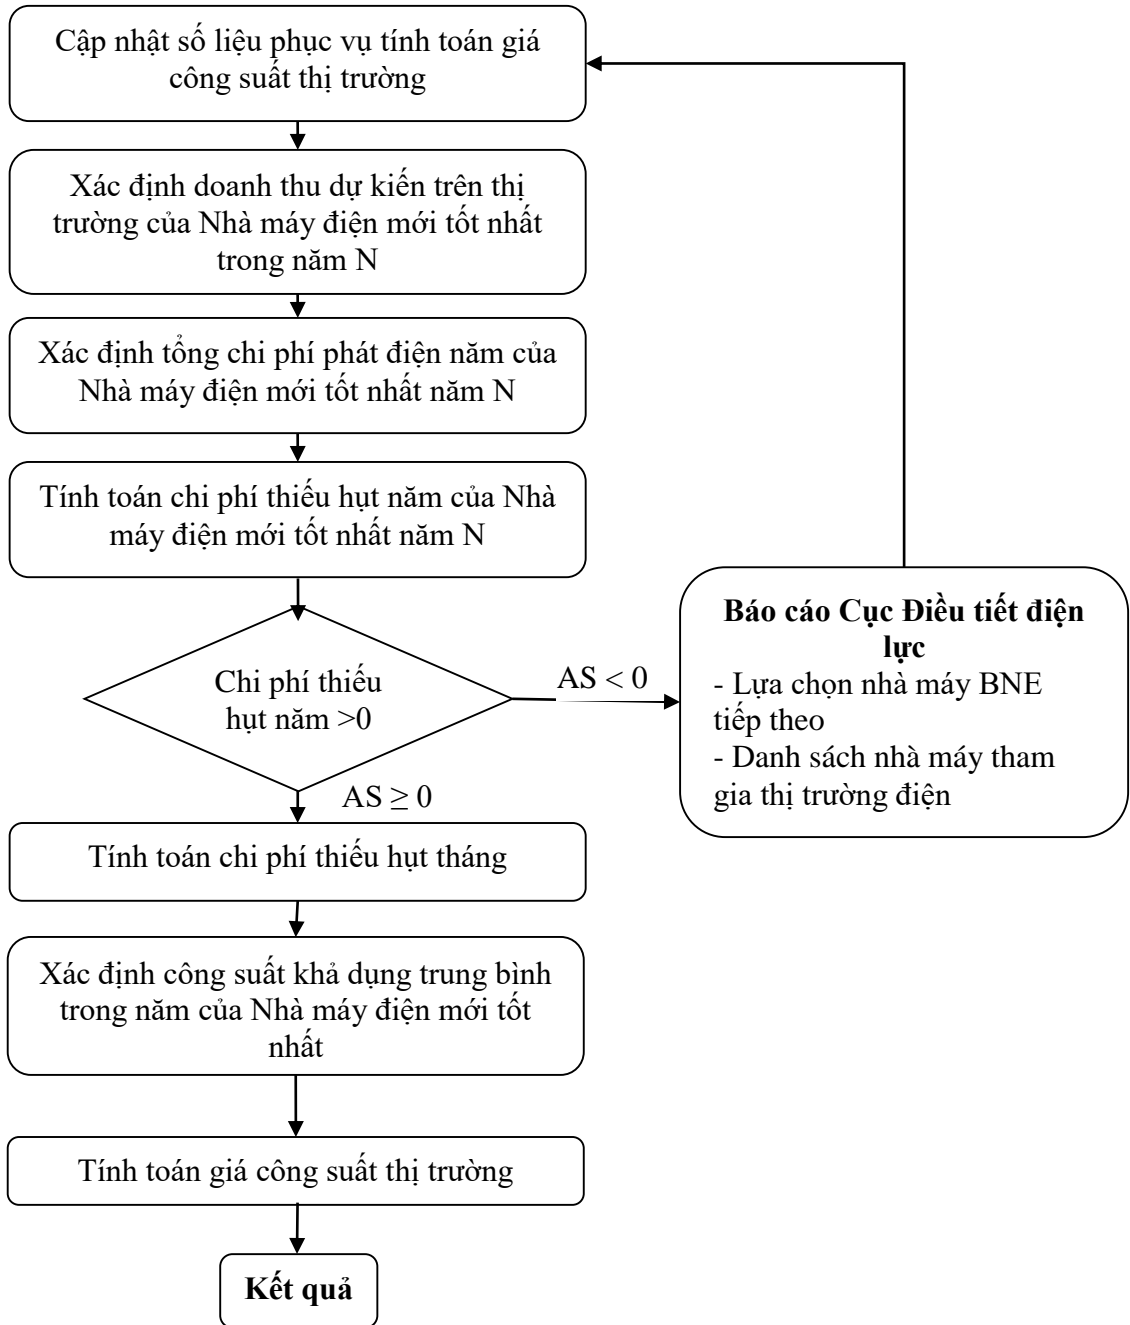 Cập nhật số liệu phục vụ tính toán giá
công suất thị trường
Xác định doanh thu dự kiến trên thị
trường của Nhà máy điện mới tốt nhất
trong năm N
Xác định tổng chi phí phát điện năm của
Nhà máy điện mới tốt nhất năm N
Tính toán chi phí thiếu hụt năm của Nhà
máy điện mới tốt nhất năm N
Chi phí thiếu
hụt năm >0
AS < 0
Báo cáo Cục Điều tiết điện
lực
- Lựa chọn nhà máy BNE
tiếp theo
- Danh sách nhà máy tham
gia thị trường điện
AS ≥ 0
Tính toán chi phí thiếu hụt tháng
Xác định công suất khả dụng trung bình
trong năm của Nhà máy điện mới tốt
nhất
Tính toán giá công suất thị trường
Kết quả